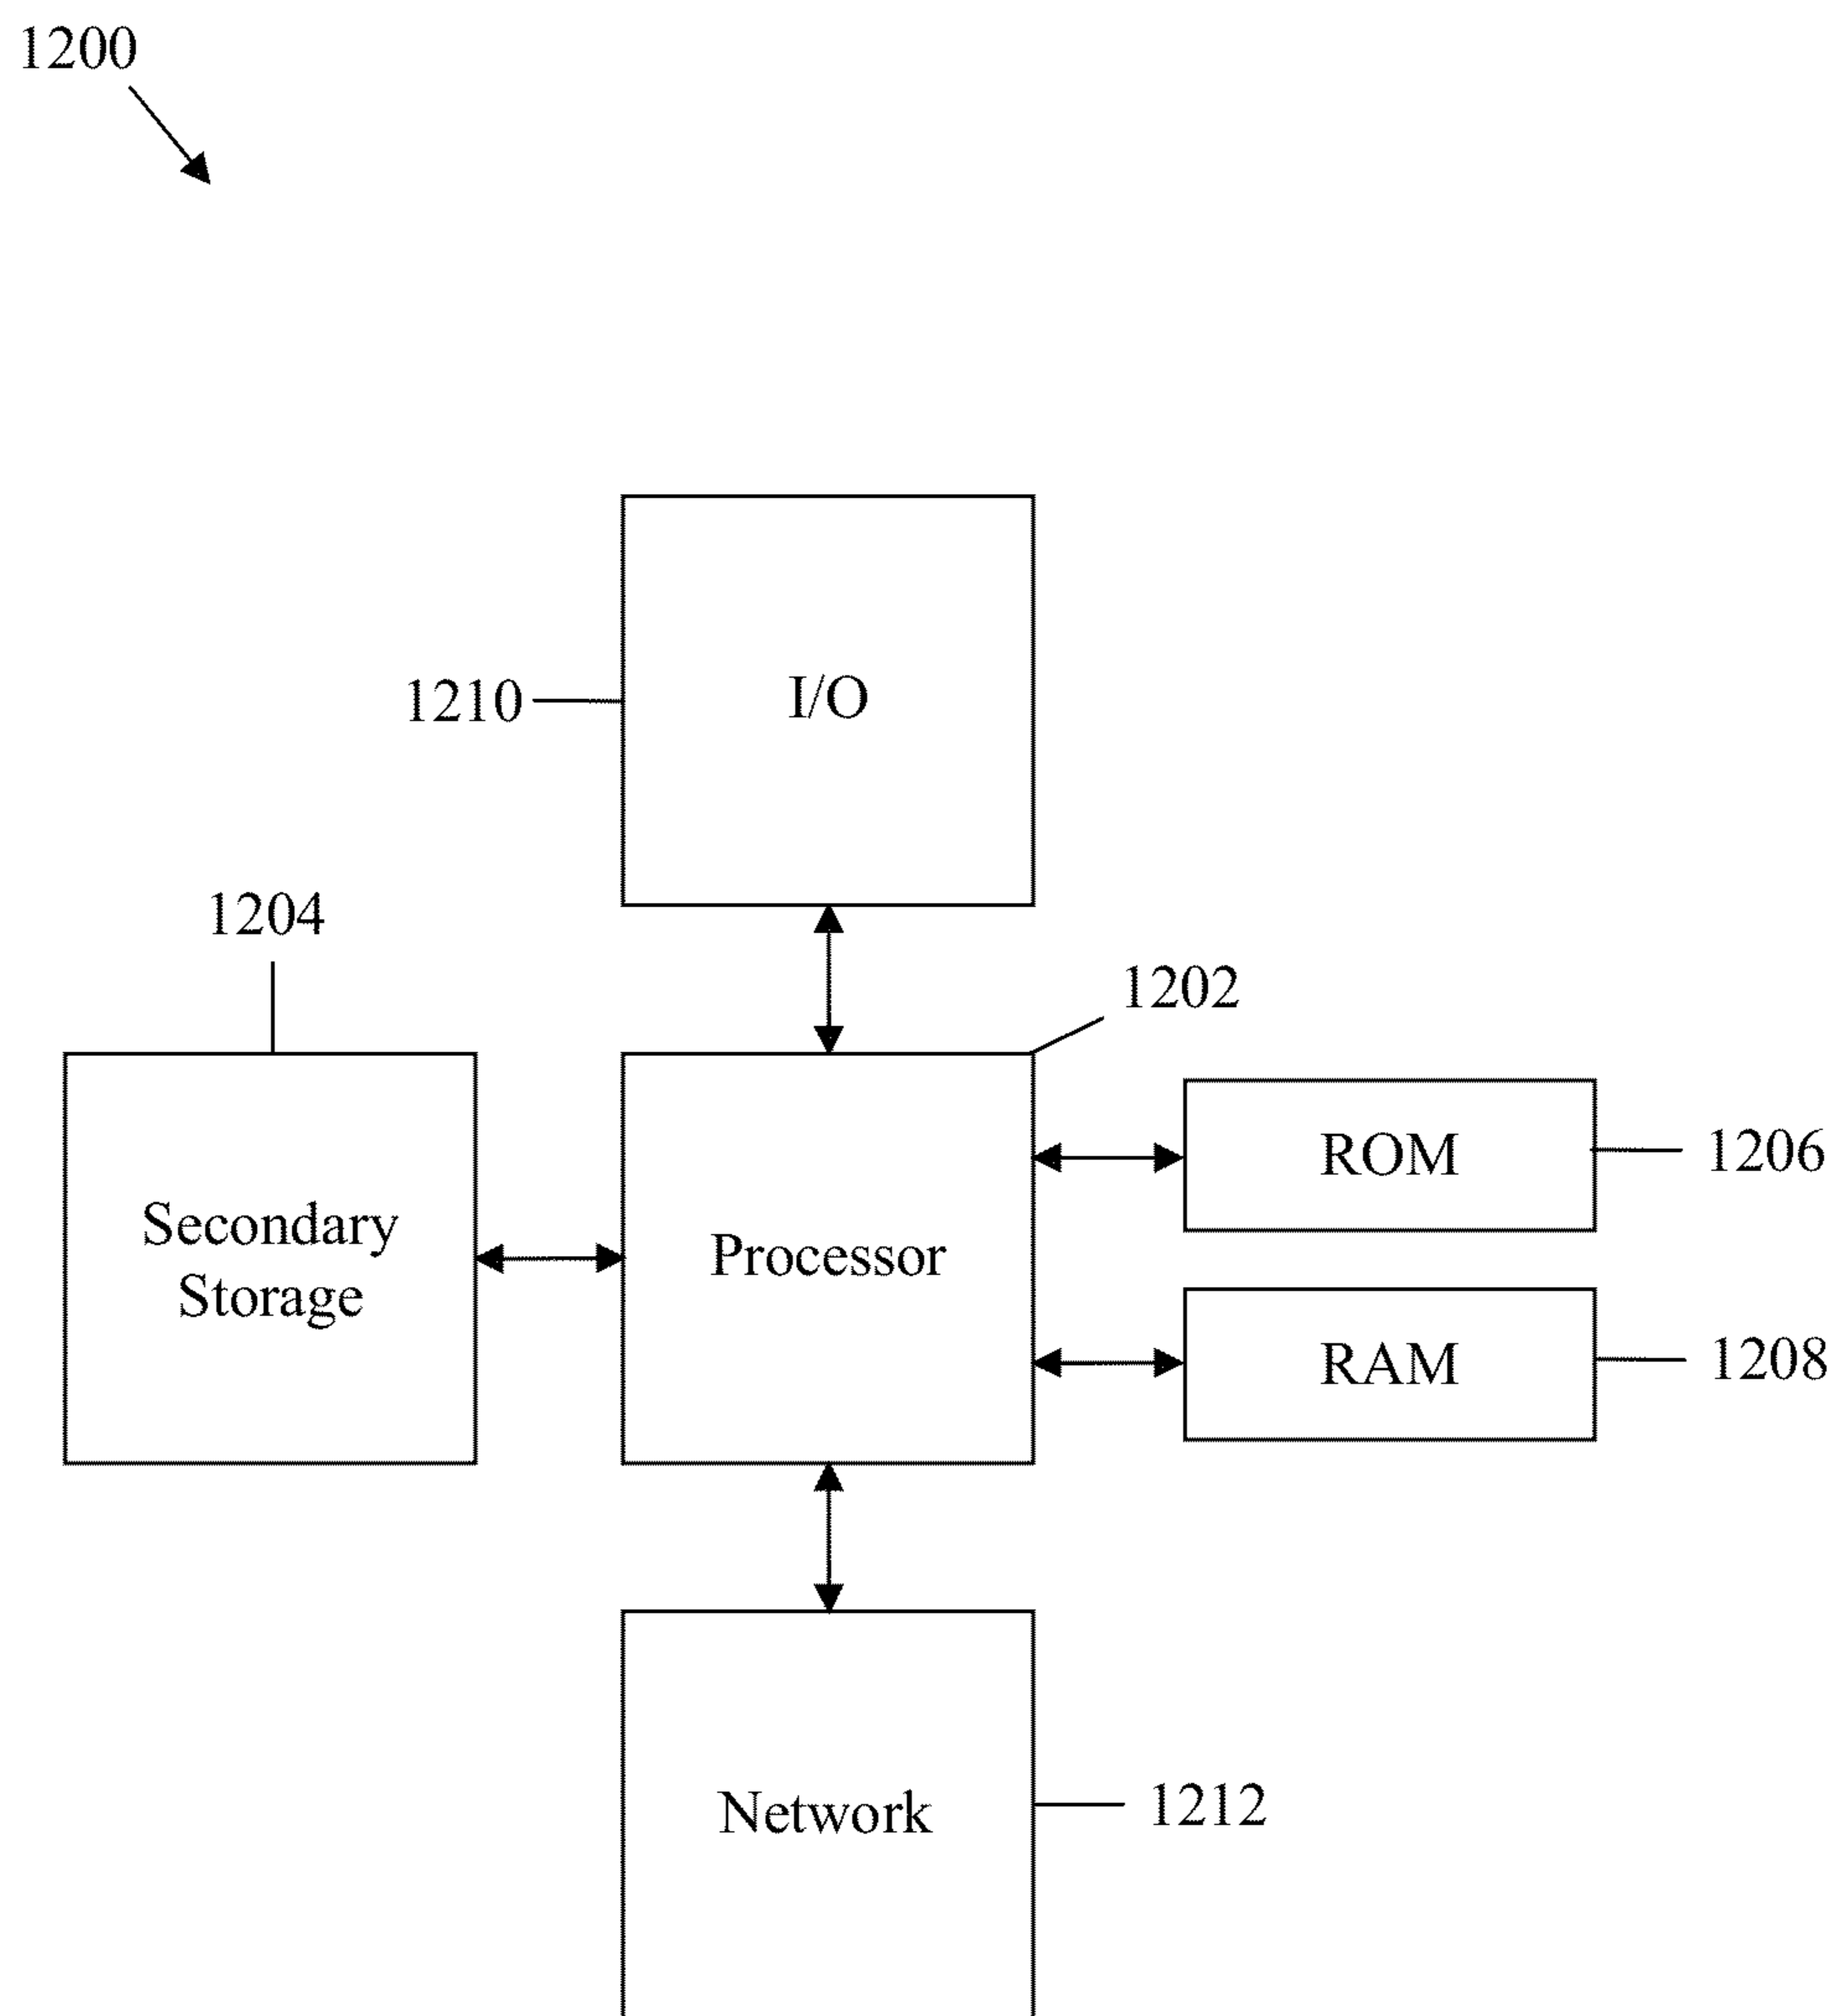 1200
1210
I/O
1204
1202
Secondary
Storage
Processor
ROM
1206
RAM
1208
Network
1212